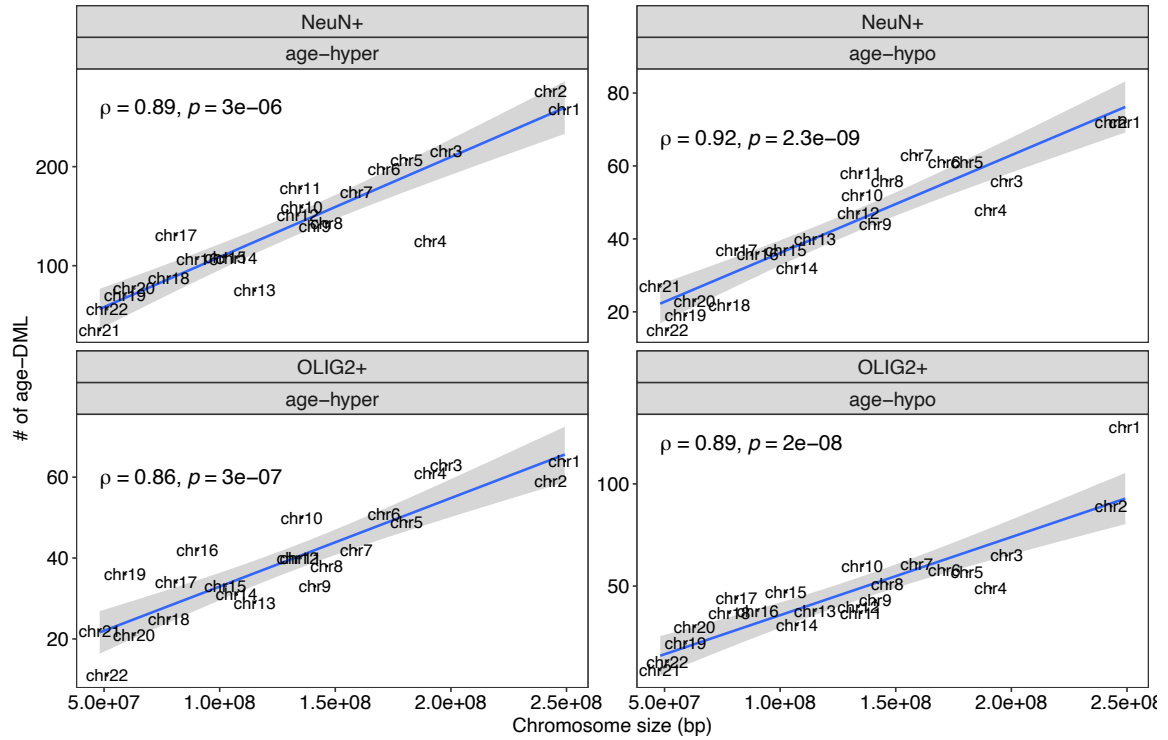 NeuN+
age−hyper
ρ = 0.89, p = 3e−06
chr2
chr1
chr3
chr5
chr6
chr7
chr11
chr10
chr12
chr8
chr9
chr4
chr17
chr15
chr14
chr13
chr18
chr20
chr19
chr22
chr21
200
100
NeuN+
age−hypo
ρ = 0.92, p = 2.3e−09
chr2
chr1
chr7
chr6
chr5
chr3
chr11
chr8
chr10
chr4
chr12
chr9
chr13
chr17
chr16
chr15
chr14
chr21
chr20
chr18
chr19
chr22
80
60
40
20
# of age−DML
OLIG2+
age−hyper
ρ = 0.86, p = 3e−07
chr1
chr2
chr3
chr4
chr6
chr5
chr10
chr7
chr12
chr8
chr9
chr16
chr19
chr17
chr15
chr14
chr13
chr18
chr21
chr20
chr22
60
40
20
OLIG2+
age−hypo
ρ = 0.89, p = 2e−08
chr1
chr2
chr3
chr7
chr6
chr5
chr4
chr10
chr8
chr9
chr12
chr11
chr15
chr17
chr18
chr16
chr13
chr14
chr20
chr19
chr22
chr21
100
50
5.0e+07 1.0e+08 1.5e+08 2.0e+08 2.5e+08
5.0e+07 1.0e+08 1.5e+08 2.0e+08
Chromosome size (bp)